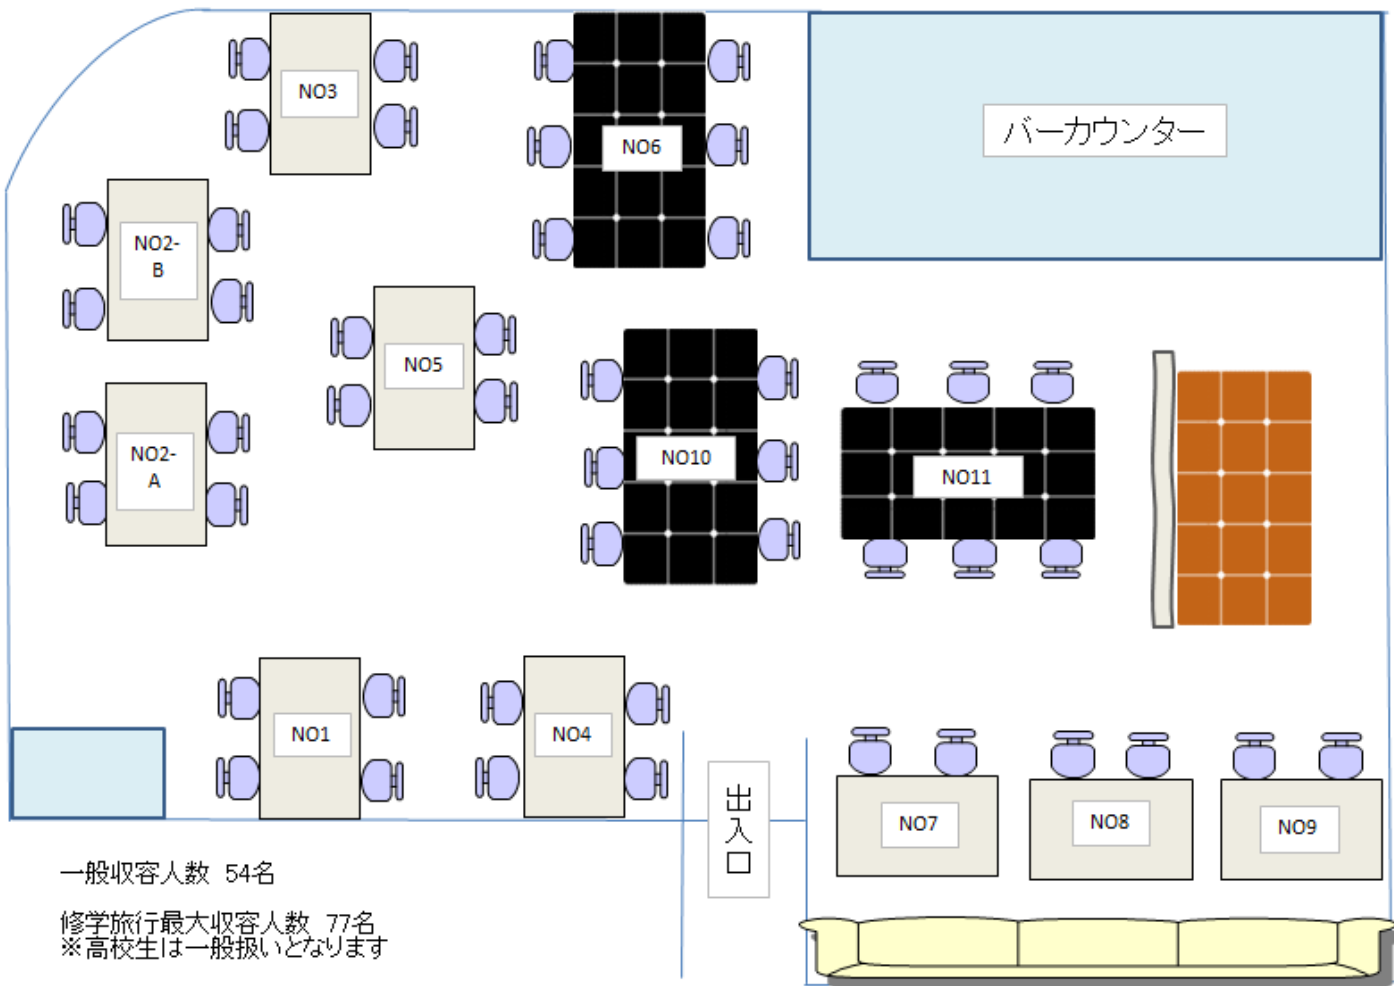 NO3
NO6
バーカウンター
NO2-
B
NO5
NO2-
A
NO10
NO11
NO1
NO4
出
入
口
NO7
NO8
NO9
一般収容人数 54名
修学旅行最大収容人数 77名
※高校生は一般扱いとなります